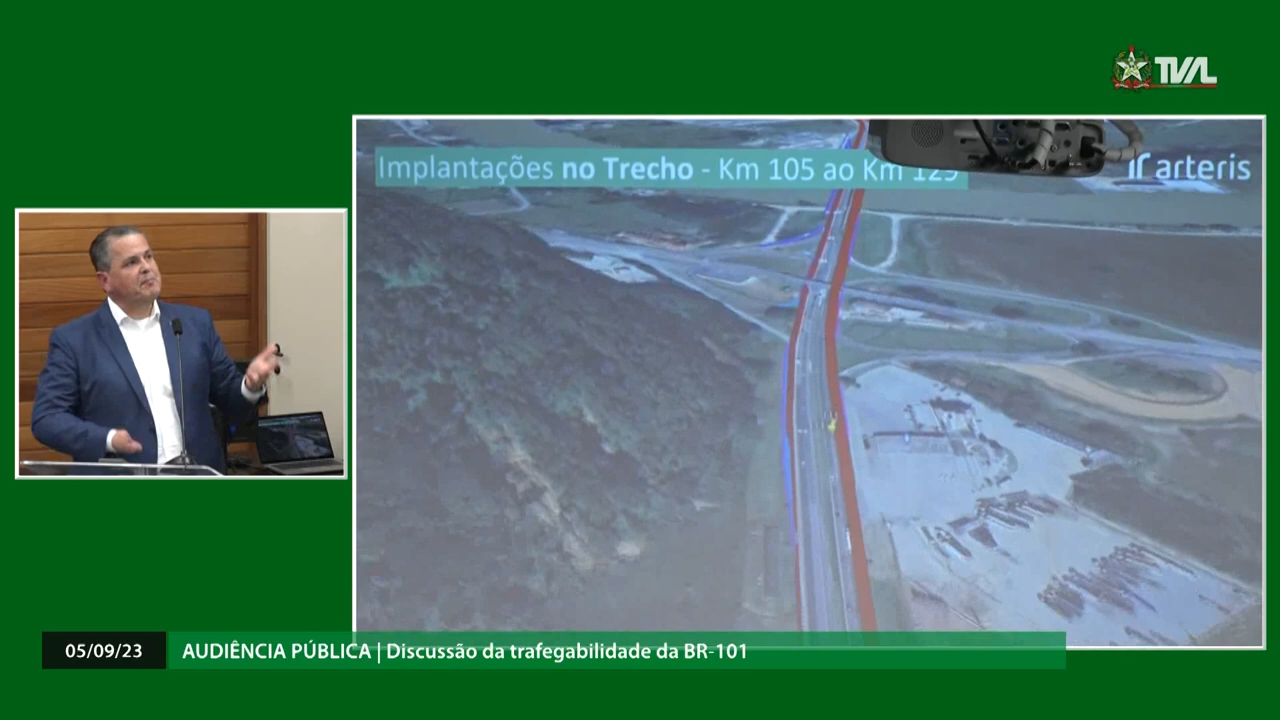 TVAL
Implantações no Trecho - Km 105 ao Km 129
arteris
05/09/23
AUDIÊNCIA PÚBLICA | Discussão da trafegabilidade da BR-101